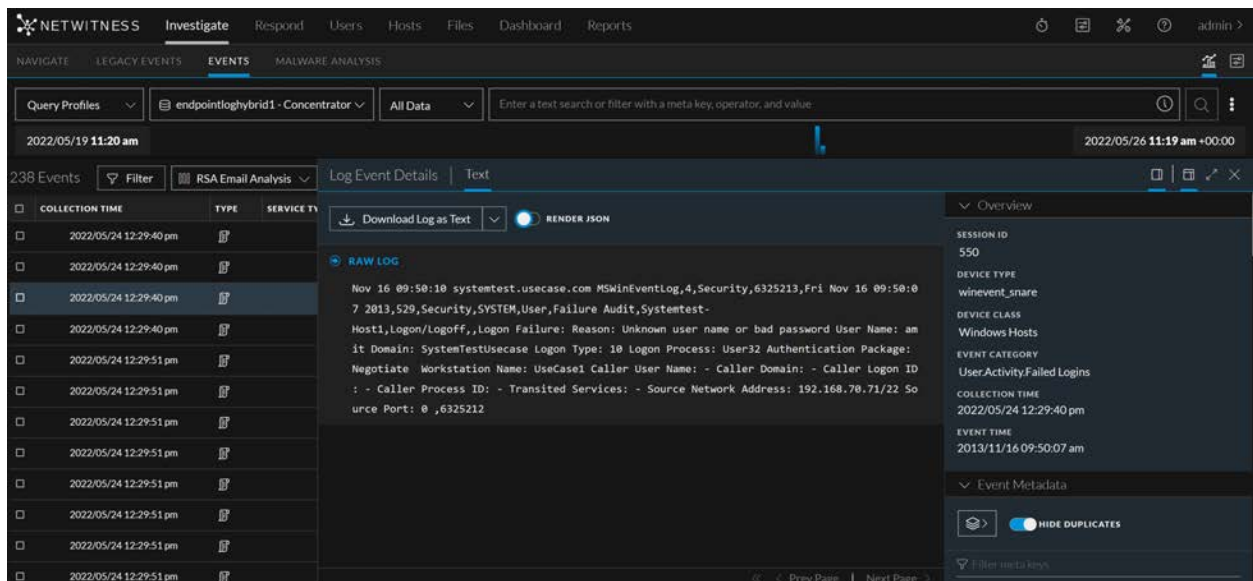 NETWITNESS Investigate Respond Users Hosts Files Dashboard Reports admin >
NAVIGATE LEGACY EVENTS EVENTS MALWARE ANALYSIS
Query Profiles endpointloghybrid1 - Concentrator All Data Enter a text search or filter with a meta key, operator, and value
2022/05/19 11:20 am 2022/05/26 11:19 am +00:00
238 Events Filter RSA Email Analysis Log Event Details Text
COLLECTION TIME TYPE SERVICE TY
2022/05/24 12:29:40 pm
2022/05/24 12:29:40 pm
2022/05/24 12:29:40 pm
2022/05/24 12:29:40 pm
2022/05/24 12:29:51 pm
2022/05/24 12:29:51 pm
2022/05/24 12:29:51 pm
2022/05/24 12:29:51 pm
2022/05/24 12:29:51 pm
2022/05/24 12:29:51 pm
2022/05/24 12:29:51 pm
2022/05/24 12:29:51 pm
Download Log as Text RENDER JSON
RAW LOG
Nov 16 09:50:10 systemtest.usecase.com MSWinEventLog,4,Security,6325213,Fri Nov 16 09:50:0
7 2013,529,Security,SYSTEM,User,Failure Audit,Systemtest-
Host1,Logon/Logoff,,Logon Failure: Reason: Unknown user name or bad password User Name: am
it Domain: SystemTestUsecase Logon Type: 10 Logon Process: User32 Authentication Package:
Negotiate Workstation Name: UseCase1 Caller User Name: - Caller Domain: - Caller Logon ID
: - Caller Process ID: - Transited Services: - Source Network Address: 192.168.70.71/22 So
urce Port: 0 ,6325212
<< < Prev Page | Next Page >
Overview
SESSION ID
550
DEVICE TYPE
winevent_snare
DEVICE CLASS
Windows Hosts
EVENT CATEGORY
User.Activity.Failed Logins
COLLECTION TIME
2022/05/24 12:29:40 pm
EVENT TIME
2013/11/16 09:50:07 am
Event Metadata
HIDE DUPLICATES
Filter meta keys